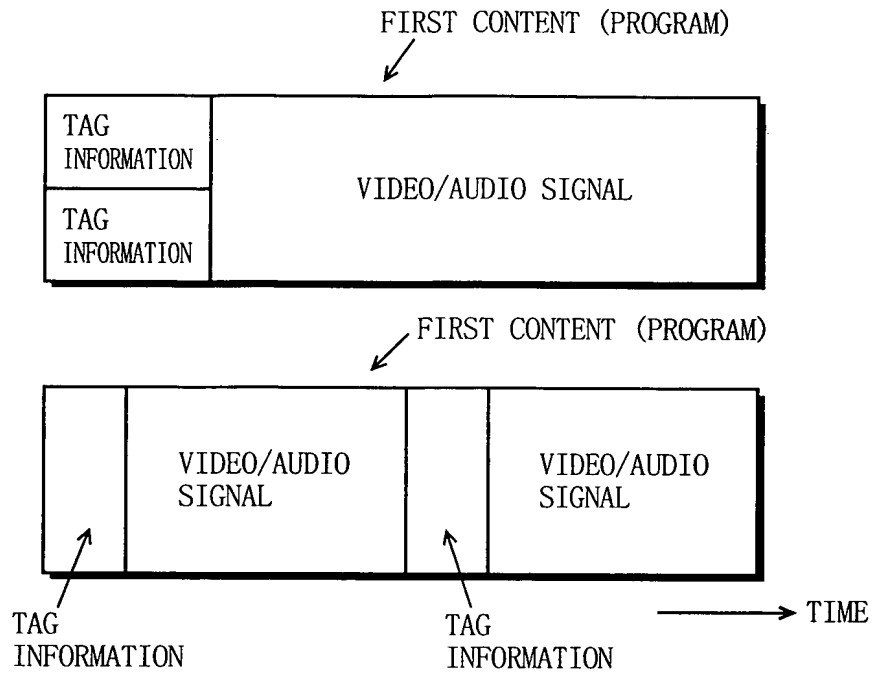 FIRST CONTENT (PROGRAM)
TAG
INFORMATION
VIDEO/AUDIO SIGNAL
TAG
INFORMATION
FIRST CONTENT (PROGRAM)
VIDEO/AUDIO
SIGNAL
VIDEO/AUDIO
SIGNAL
TAG
INFORMATION
TAG
INFORMATION
TIME